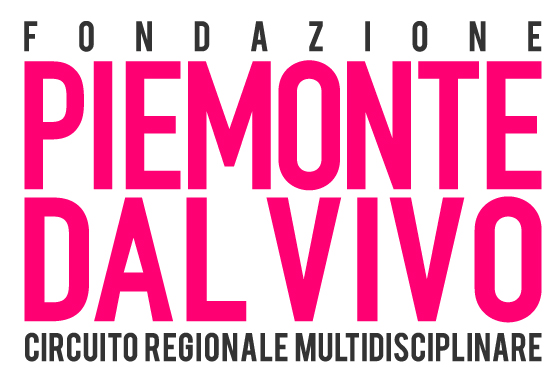 FONDAZIONE
PIEMONTE
DAL VIVO
CIRCUITO REGIONALE MULTIDISCIPLINARE